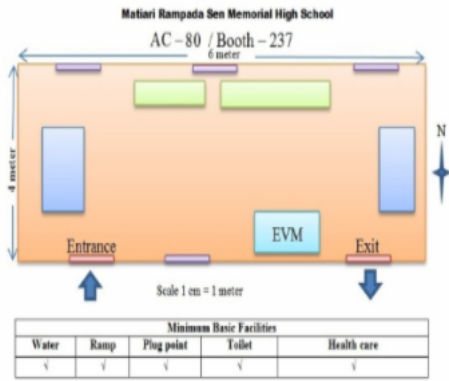 Matiari Rampada Sen Memorial High School
AC – 80 / Booth – 237
6 meter
4 meter
N
Entrance
EVM
Exit
Scale 1 cm = 1 meter
Minimum Basic Facilities
Water Ramp Plug point Toilet Health care
√ √ √ √ √